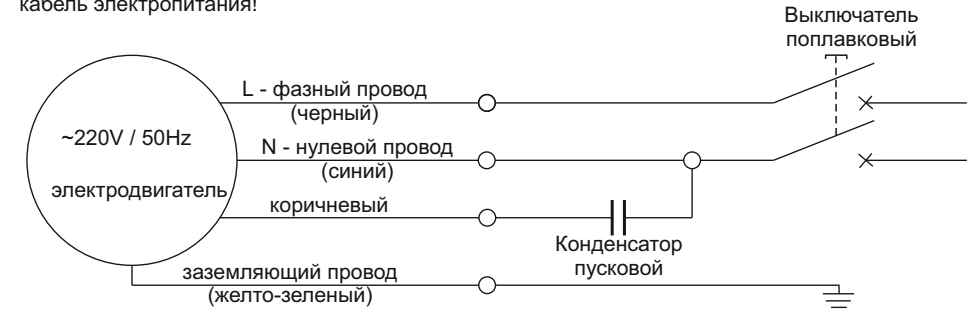 кабель электропитания!
Выключатель
поплавковый
L - фазный провод
(черный)
~220V / 50Hz
N - нулевой провод
(синий)
электродвигатель
коричневый
Конденсатор
пусковой
заземляющий провод
(желто-зеленый)